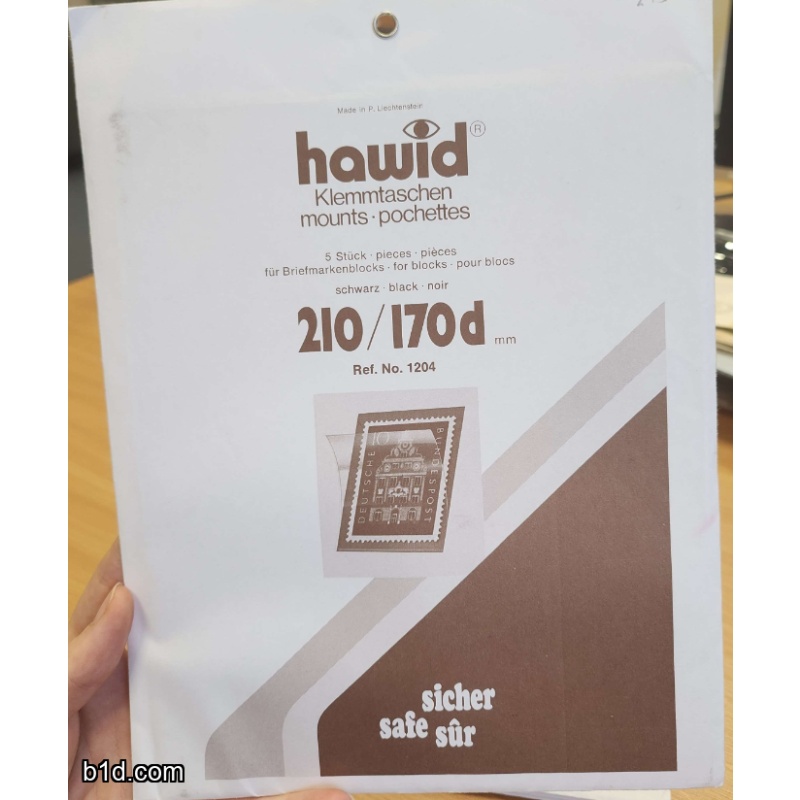 Made in P. Liechtenstein
hawid®
Klemmtaschen
mounts · pochettes
5 Stück · pieces · pièces
für Briefmarkenblocks · for blocks · pour blocs
schwarz · black · noir
210/170d mm
Ref. No. 1204
10
DEUTSCHE
BUNDESPOST
sicher
safe
sûr
b1d.com